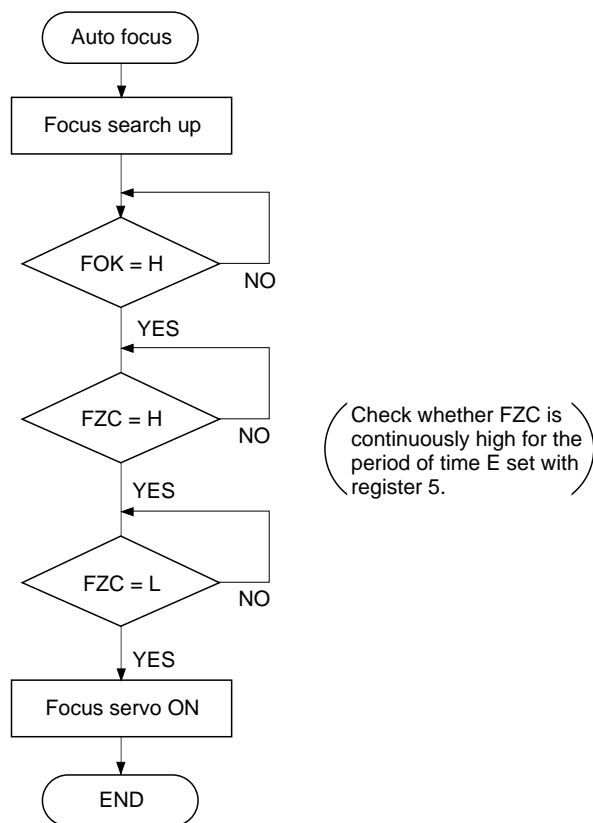 Auto focus
Focus search up
FOK = H
NO
YES
FZC = H
NO
Check whether FZC is
continuously high for the
period of time E set with
register 5.
YES
FZC = L
NO
YES
Focus servo ON
END